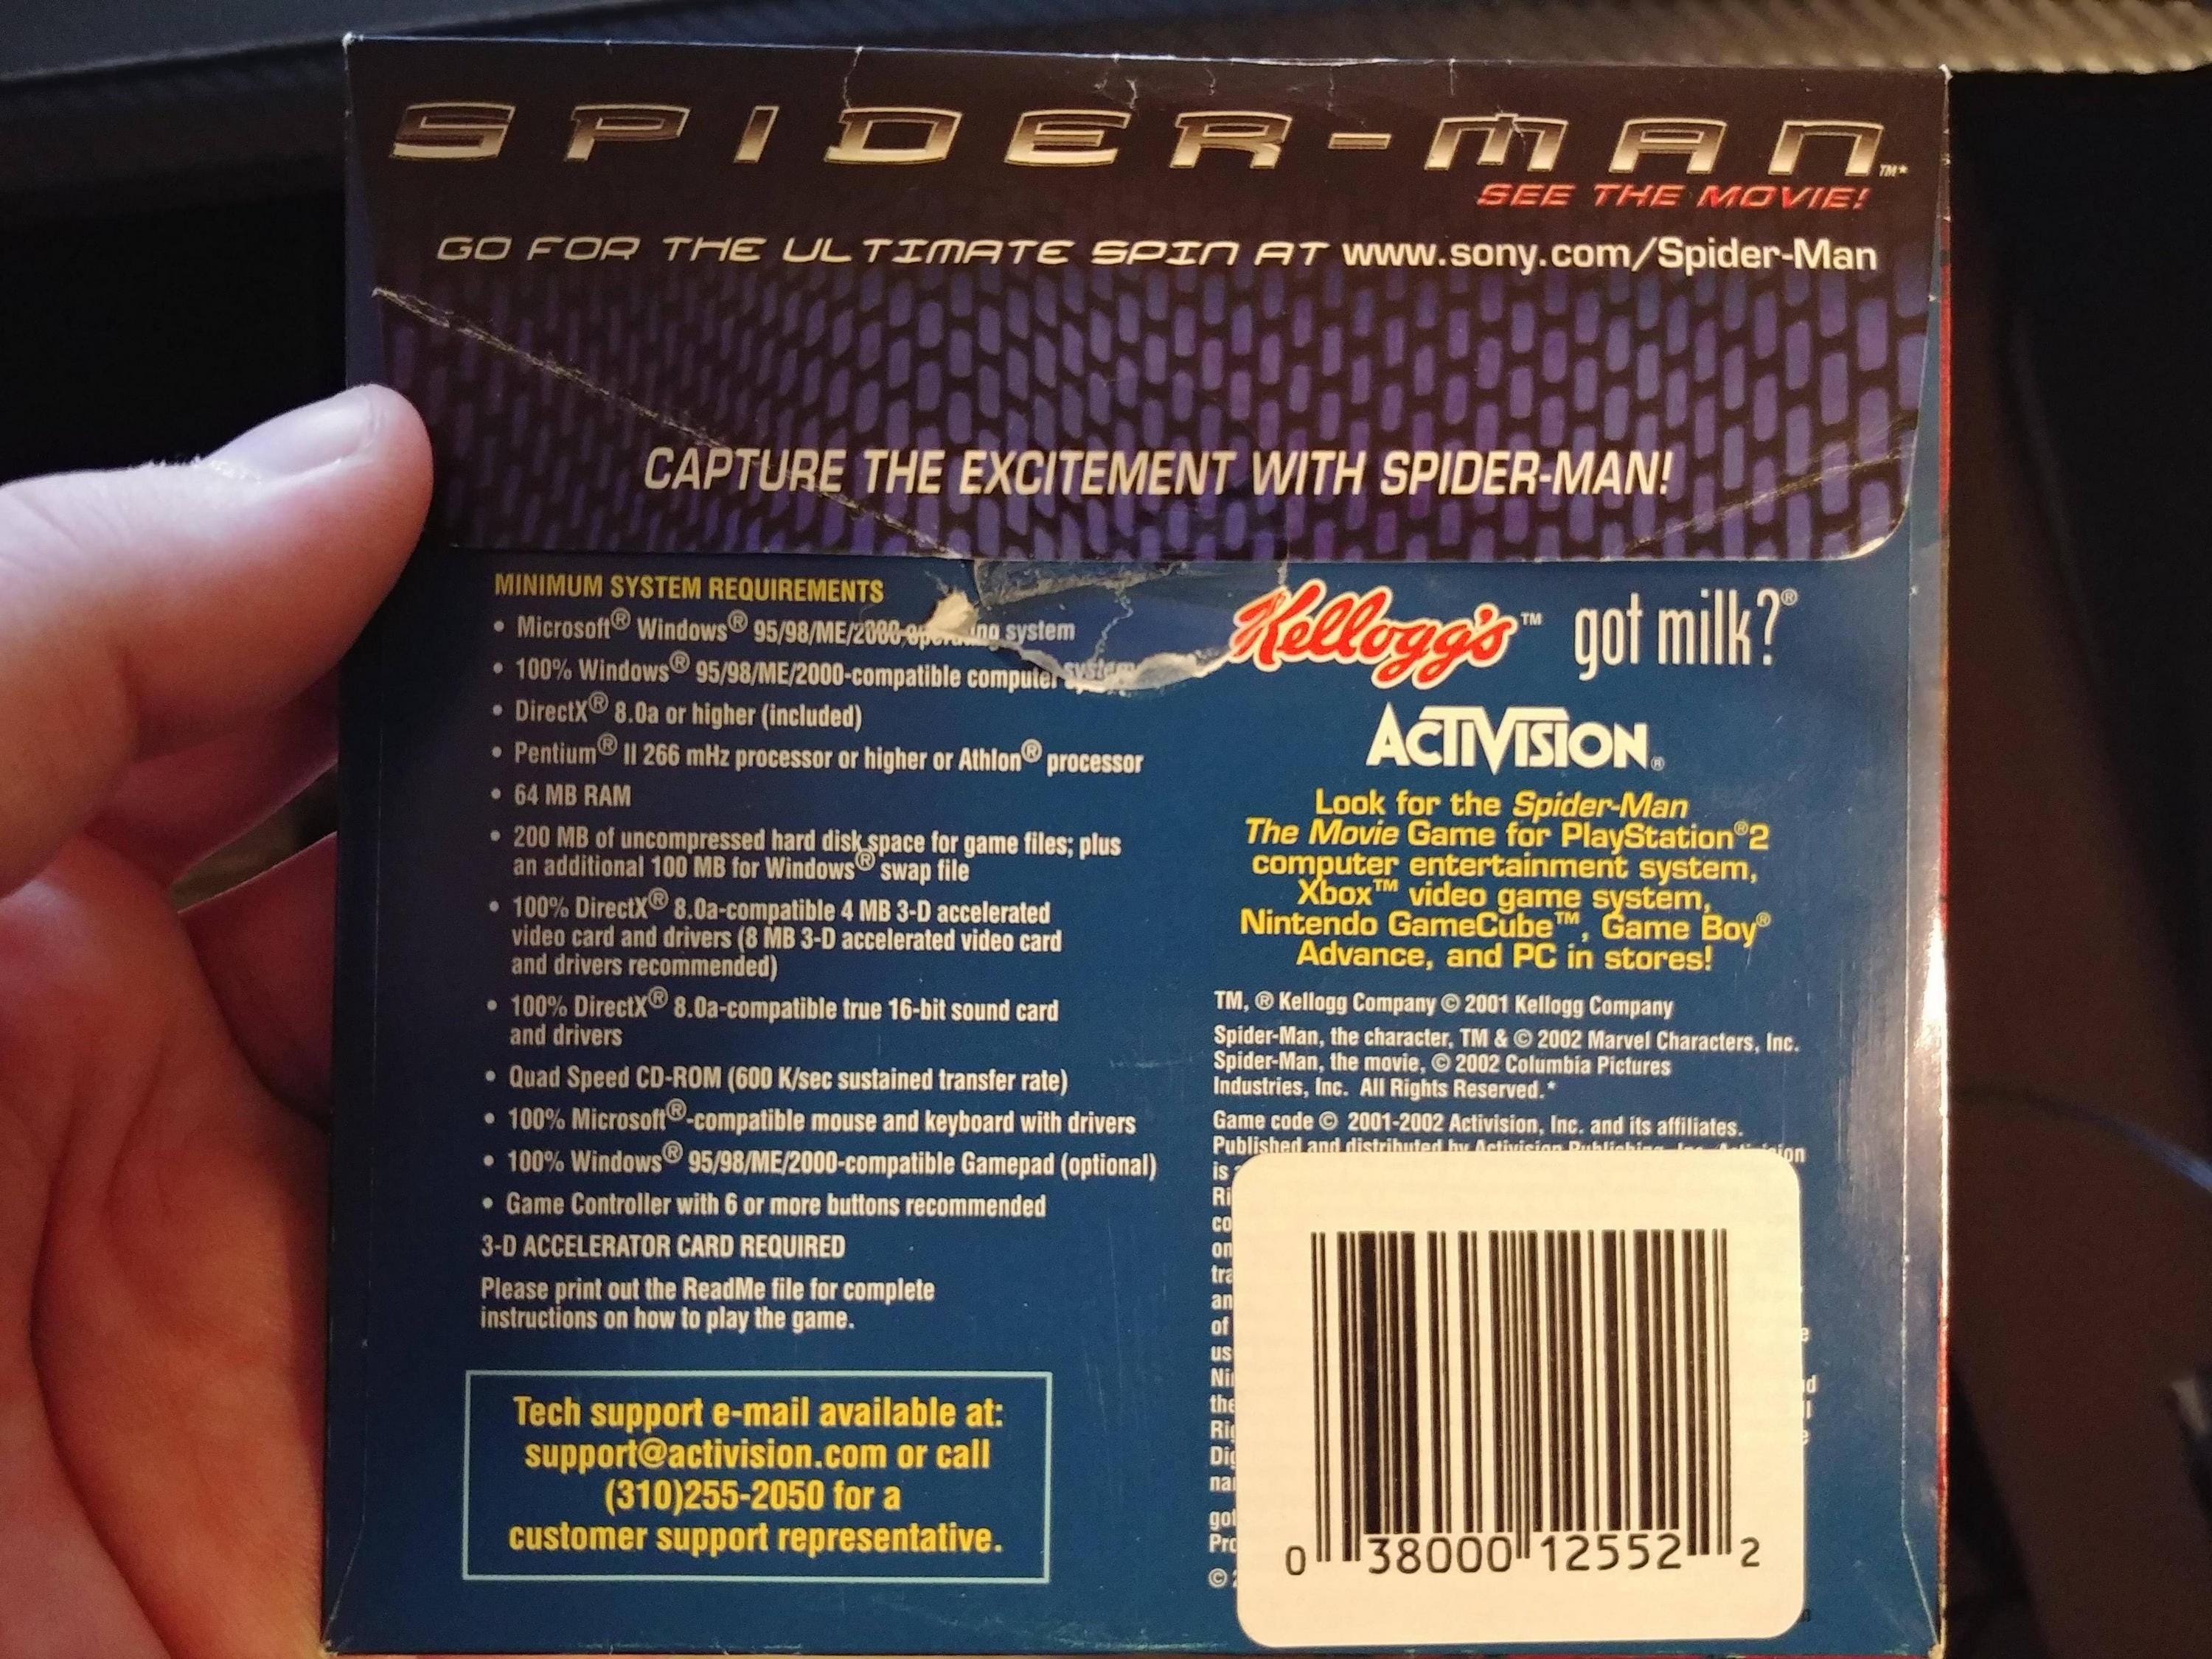 SPIDER-MAN™*
SEE THE MOVIE!
GO FOR THE ULTIMATE SPIN AT www.sony.com/Spider-Man
CAPTURE THE EXCITEMENT WITH SPIDER-MAN!
MINIMUM SYSTEM REQUIREMENTS
• Microsoft® Windows® 95/98/ME/2000 operating system
• 100% Windows® 95/98/ME/2000-compatible computer system
• DirectX® 8.0a or higher (included)
• Pentium® II 266 mHz processor or higher or Athlon® processor
• 64 MB RAM
• 200 MB of uncompressed hard disk space for game files; plus
an additional 100 MB for Windows® swap file
• 100% DirectX® 8.0a-compatible 4 MB 3-D accelerated
video card and drivers (8 MB 3-D accelerated video card
and drivers recommended)
• 100% DirectX® 8.0a-compatible true 16-bit sound card
and drivers
• Quad Speed CD-ROM (600 K/sec sustained transfer rate)
• 100% Microsoft®-compatible mouse and keyboard with drivers
• 100% Windows® 95/98/ME/2000-compatible Gamepad (optional)
• Game Controller with 6 or more buttons recommended
3-D ACCELERATOR CARD REQUIRED
Please print out the ReadMe file for complete
instructions on how to play the game.
Tech support e-mail available at:
support@activision.com or call
(310)255-2050 for a
customer support representative.
Kellogg's™ got milk?®
ACTIVISION®
Look for the Spider-Man
The Movie Game for PlayStation®2
computer entertainment system,
Xbox™ video game system,
Nintendo GameCube™, Game Boy®
Advance, and PC in stores!
TM, ® Kellogg Company © 2001 Kellogg Company
Spider-Man, the character, TM & © 2002 Marvel Characters, Inc.
Spider-Man, the movie, © 2002 Columbia Pictures
Industries, Inc. All Rights Reserved.*
Game code © 2001-2002 Activision, Inc. and its affiliates.
Published and distributed by Activision Publishing, Inc. Activision
is
0 38000 12552 2